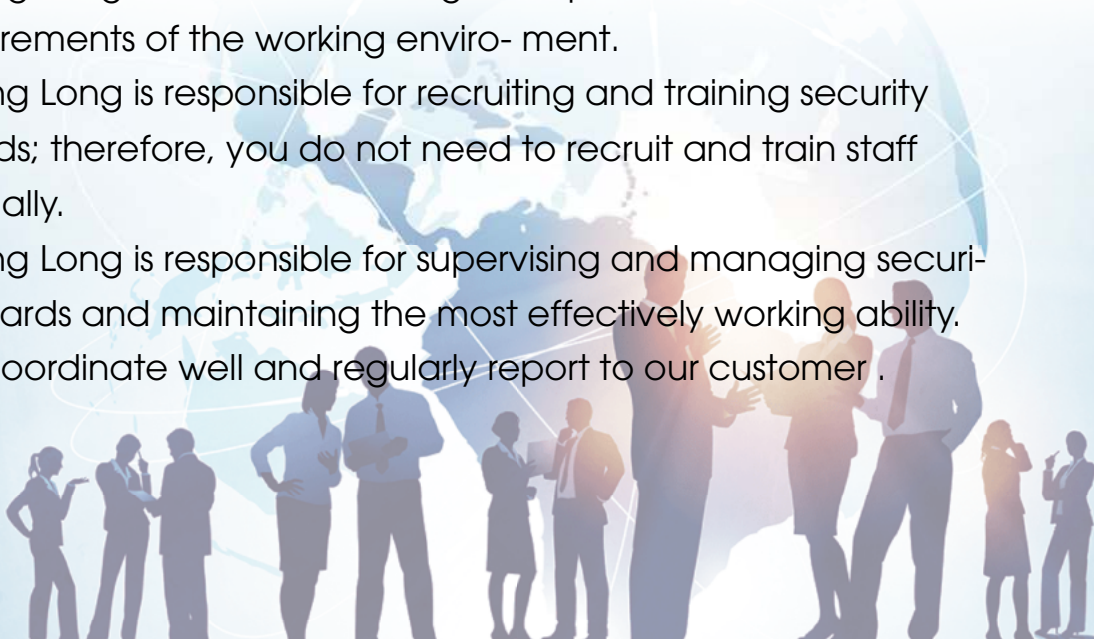 rements of the working enviro- ment.
ng Long is responsible for recruiting and training security
ds; therefore, you do not need to recruit and train staff
ally.
ng Long is responsible for supervising and managing securi-
ards and maintaining the most effectively working ability.
oordinate well and regularly report to our customer .